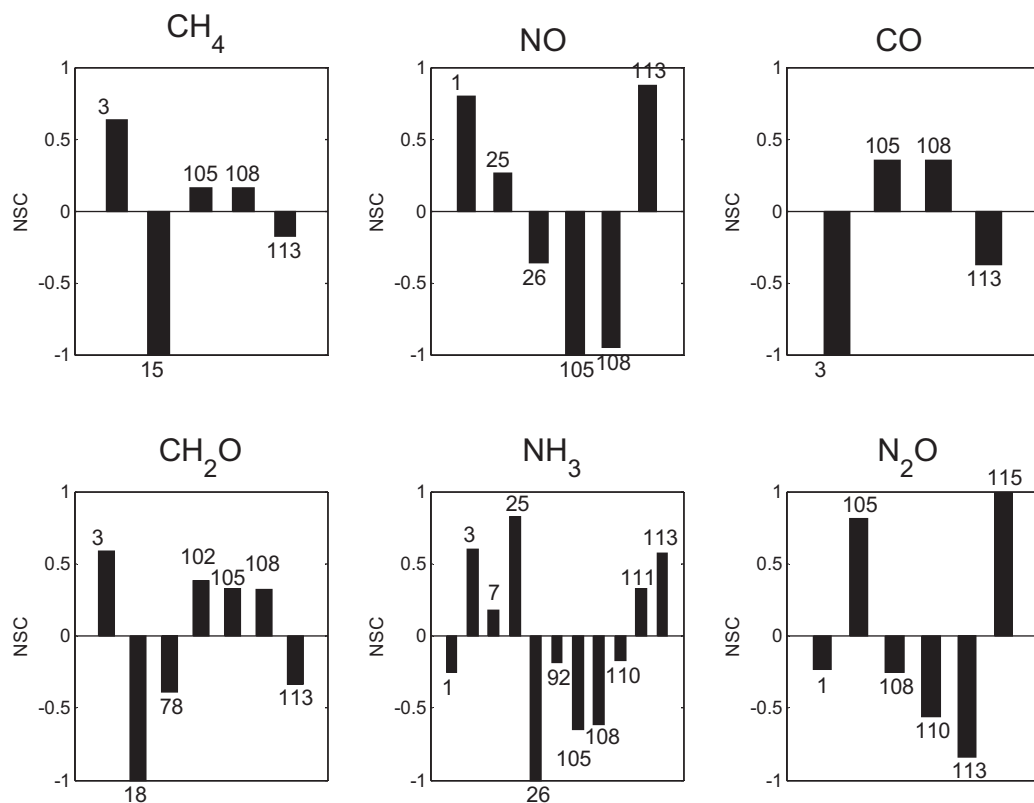 CH4 NO CO
1 1 1
3 1 113
0.5 105 108 0.5 25 0.5 105 108
NSC 0 NSC 0 NSC 0
113 26 113
-0.5 -0.5 -0.5
-1 -1 108 -1
15 105 3
CH2O NH3 N2O
1 1 25 1 115
3 3 113 105
0.5 102 105 108 0.5 7 111 0.5
NSC 0 NSC 0 NSC 0
78 113 1 92 110 1 108
-0.5 -0.5 105 108 -0.5 110
113
-1 -1 -1
18 26